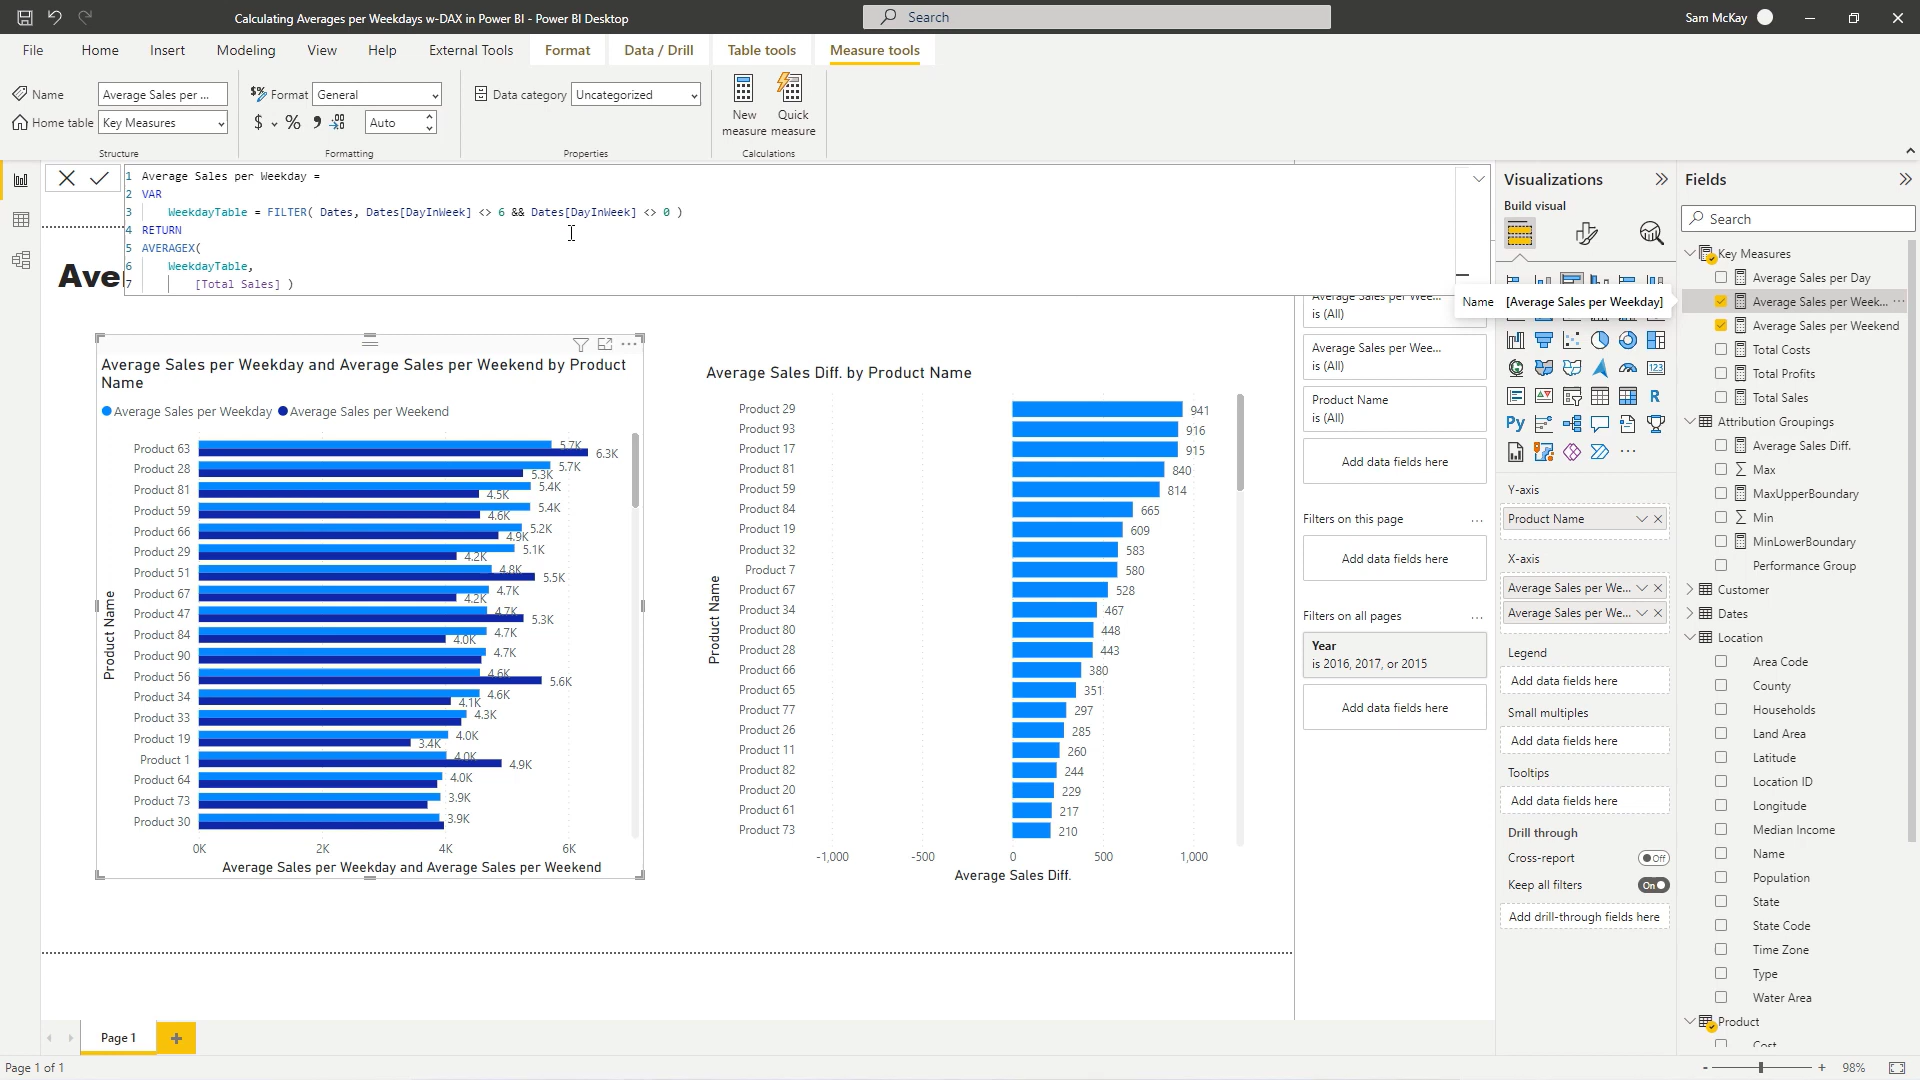 Calculating Averages per Weekdays w-DAX in Power BI - Power BI Desktop
Search
Sam McKay
File
Home
Insert
Modeling
View
Help
External Tools
Format
Data / Drill
Table tools
Measure tools
Name
Average Sales per ...
Home table
Key Measures
Structure
Format
General
$
%
Auto
Formatting
Data category
Uncategorized
Properties
New measure
Quick measure
Calculations
1 Average Sales per Weekday =
2 VAR
3 WeekdayTable = FILTER( Dates, Dates[DayInWeek] <> 6 && Dates[DayInWeek] <> 0 )
4 RETURN
5 AVERAGEX(
6 WeekdayTable,
7 [Total Sales] )
Ave
Average Sales per Weekday and Average Sales per Weekend by Product
Name
Average Sales per Weekday
Average Sales per Weekend
Product Name
Product 63 5.7K 6.3K
Product 28 5.7K 5.3K
Product 81 5.4K 4.5K
Product 59 5.4K 4.6K
Product 66 5.2K 4.9K
Product 29 5.1K 4.2K
Product 51 4.8K 5.5K
Product 67 4.7K 4.2K
Product 47 4.7K 5.3K
Product 84 4.7K 4.0K
Product 90 4.7K
Product 56 4.6K 5.6K
Product 34 4.6K 4.1K
Product 33 4.3K
Product 19 4.0K 3.4K
Product 1 4.0K 4.9K
Product 64 4.0K
Product 73 3.9K
Product 30 3.9K
0K 2K 4K 6K
Average Sales per Weekday and Average Sales per Weekend
Average Sales Diff. by Product Name
Product Name
Product 29 941
Product 93 916
Product 17 915
Product 81 840
Product 59 814
Product 84 665
Product 19 609
Product 32 583
Product 7 580
Product 67 528
Product 34 467
Product 80 448
Product 28 443
Product 66 380
Product 65 351
Product 77 297
Product 26 285
Product 11 260
Product 82 244
Product 20 229
Product 61 217
Product 73 210
-1,000 -500 0 500 1,000
Average Sales Diff.
Average Sales per Wee...
is (All)
Average Sales per Wee...
is (All)
Product Name
is (All)
Add data fields here
Filters on this page
Add data fields here
Filters on all pages
Year
is 2016, 2017, or 2015
Add data fields here
Visualizations
Build visual
Name [Average Sales per Weekday]
R
Py
123
Y-axis
Product Name
X-axis
Average Sales per We...
Average Sales per We...
Legend
Add data fields here
Small multiples
Add data fields here
Tooltips
Add data fields here
Drill through
Cross-report
Off
Keep all filters
On
Add drill-through fields here
Fields
Search
Key Measures
Average Sales per Day
Average Sales per Week...
Average Sales per Weekend
Total Costs
Total Profits
Total Sales
Attribution Groupings
Average Sales Diff.
Max
MaxUpperBoundary
Min
MinLowerBoundary
Performance Group
Customer
Dates
Location
Area Code
County
Households
Land Area
Latitude
Location ID
Longitude
Median Income
Name
Population
State
State Code
Time Zone
Type
Water Area
Product
Cost
Page 1
Page 1 of 1
98%